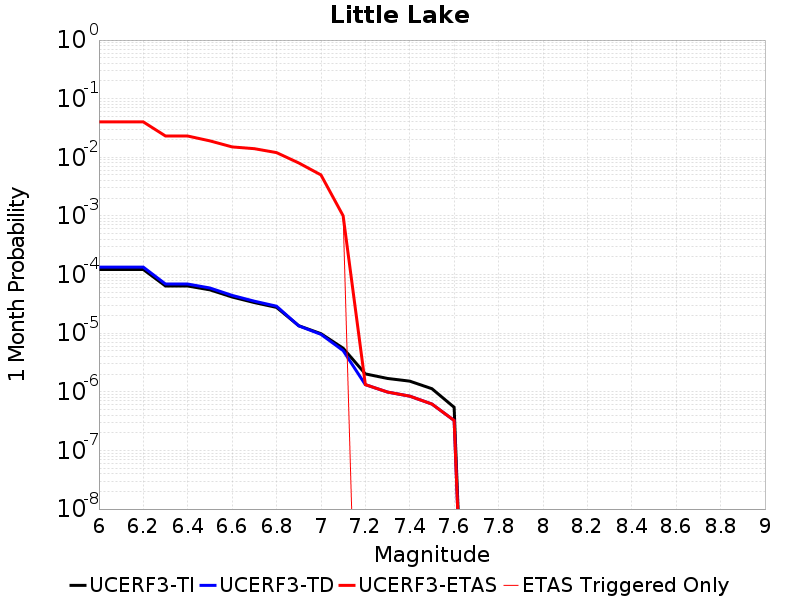 Little Lake
10^0
10^-1
10^-2
10^-3
10^-4
10^-5
10^-6
10^-7
10^-8
1 Month Probability
6 6.2 6.4 6.6 6.8 7 7.2 7.4 7.6 7.8 8 8.2 8.4 8.6 8.8 9
Magnitude
UCERF3-TI UCERF3-TD UCERF3-ETAS ETAS Triggered Only